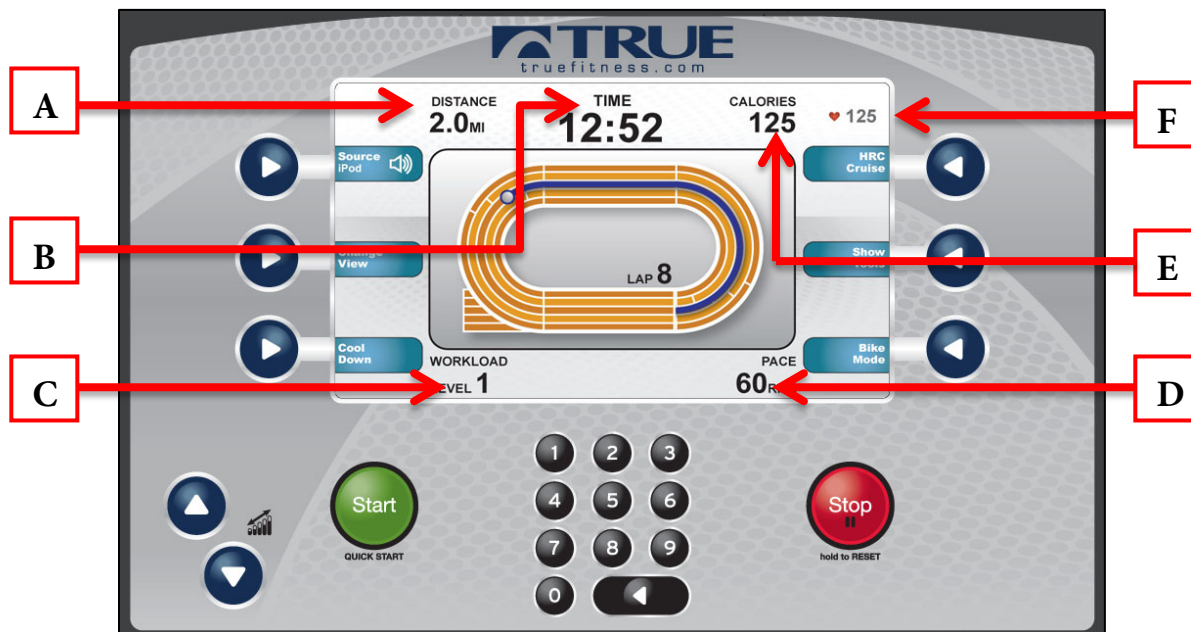 TRUE
truefitness.com
A
DISTANCE
2.0MI
TIME
12:52
CALORIES
125
125
F
Source
iPod
HRC
Cruise
B
View
LAP 8
Show
E
Cool
Down
WORKLOAD
PACE
Bike
Mode
C
1
60
D
1 2 3
Start
4 5 6
Stop
QUICK START
7 8 9
hold to RESET
0